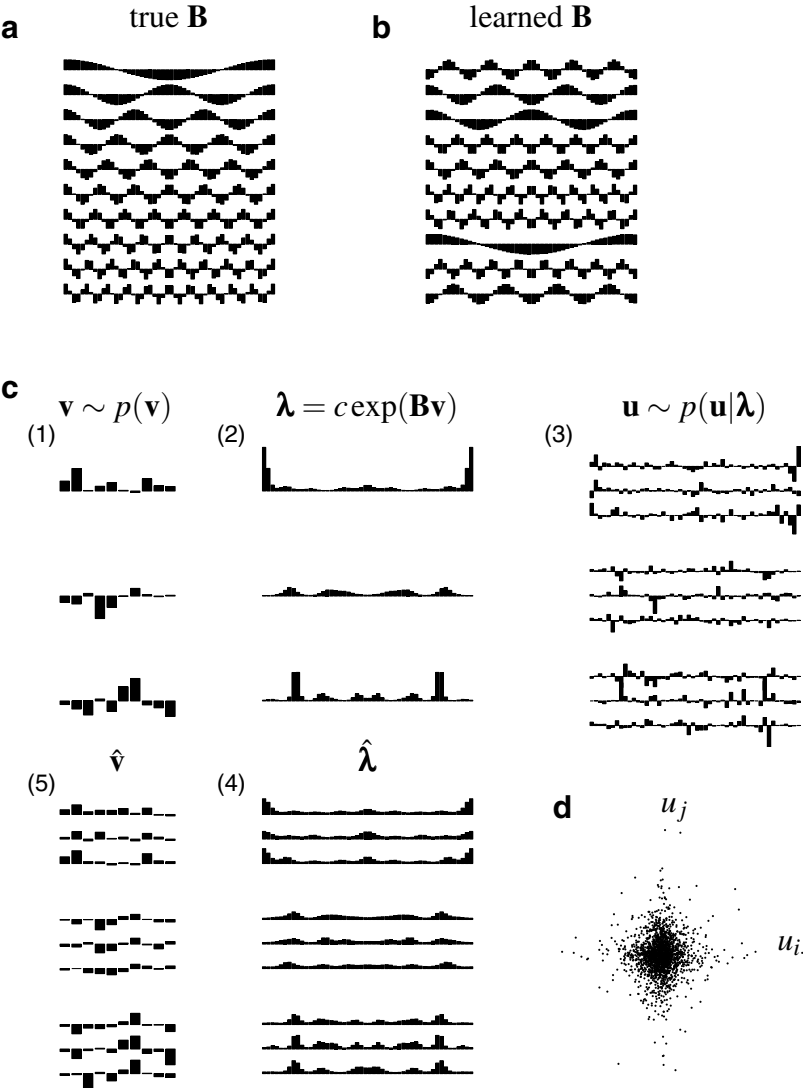 a true B
b learned B
c v ∼ p(v) λ = c exp(Bv) u ∼ p(u|λ)
(1) (2) (3)
v̂ λ̂
(5) (4)
d u_j
u_i